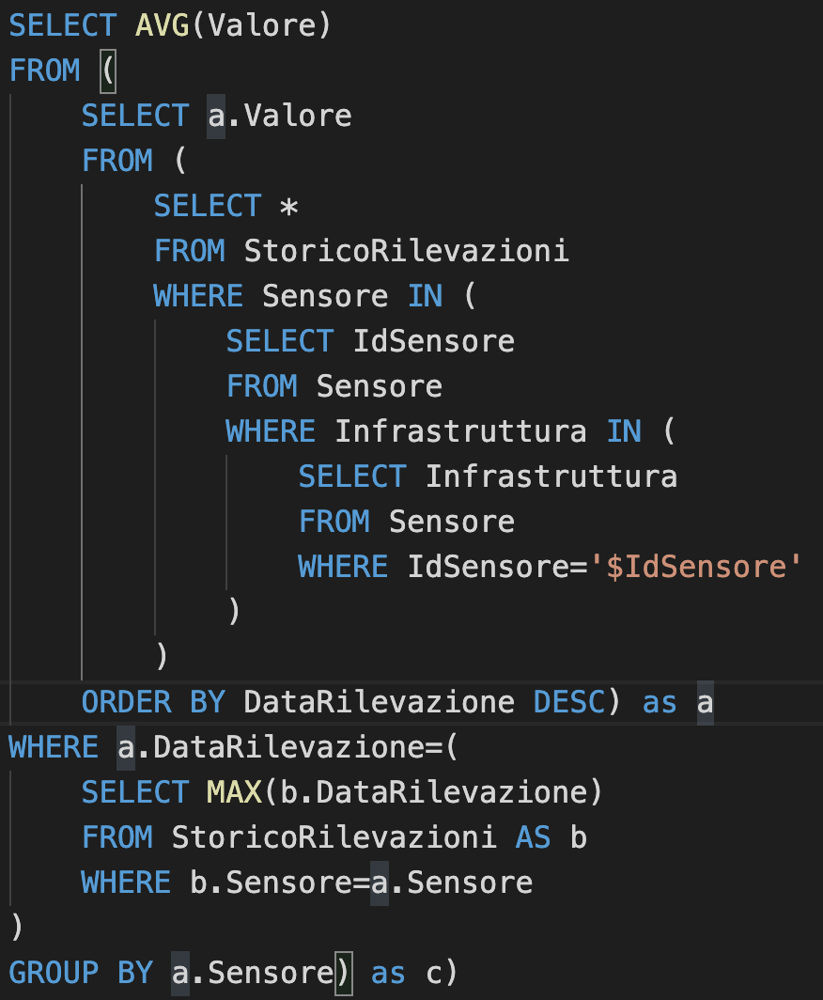 SELECT AVG(Valore)
FROM (
SELECT a.Valore
FROM (
SELECT *
FROM StoricoRilevazioni
WHERE Sensore IN (
SELECT IdSensore
FROM Sensore
WHERE Infrastruttura IN (
SELECT Infrastruttura
FROM Sensore
WHERE IdSensore='$IdSensore'
)
)
ORDER BY DataRilevazione DESC) as a
WHERE a.DataRilevazione=(
SELECT MAX(b.DataRilevazione)
FROM StoricoRilevazioni AS b
WHERE b.Sensore=a.Sensore
)
GROUP BY a.Sensore) as c)